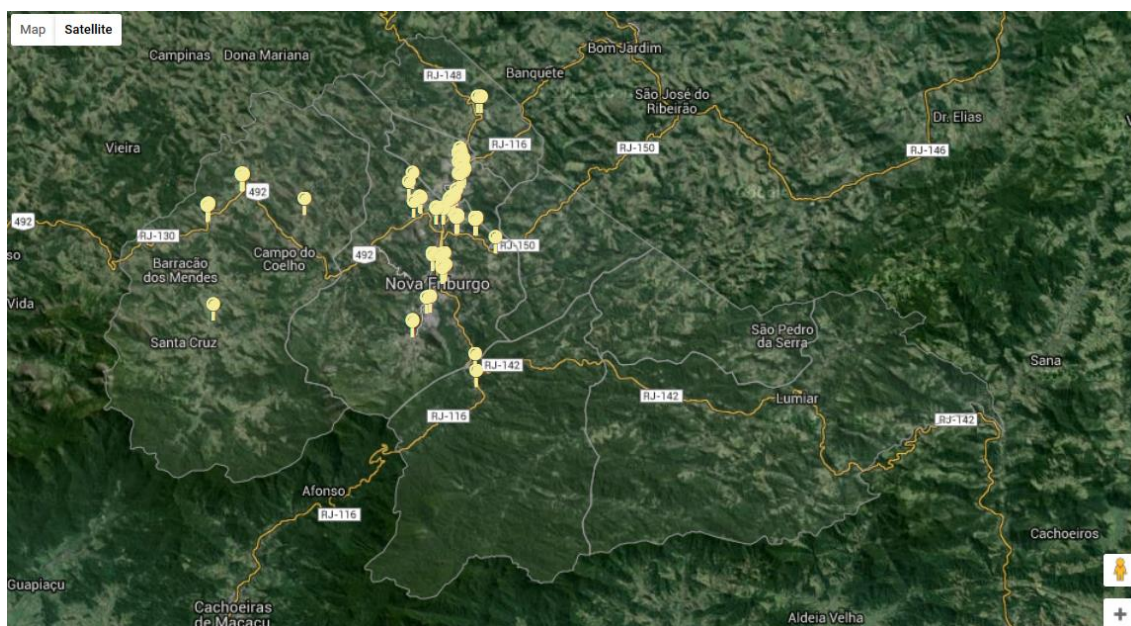 Map Satellite
Campinas Dona Mariana
Bom Jardim
RJ-148
Banquete
São José do
Ribeirão
Dr. Elias
Vieira
RJ-116
RJ-150
RJ-146
492
492
RJ-130
RJ-150
Campo do
Coelho
492
Barracão
dos Mendes
Nova Friburgo
Vida
Santa Cruz
São Pedro
da Serra
Sana
RJ-142
RJ-142
Lumiar
RJ-116
RJ-142
Afonso
RJ-116
Cachoeiros
Guapiaçu
Cachoeiras
de Macacu
Aldeia Velha